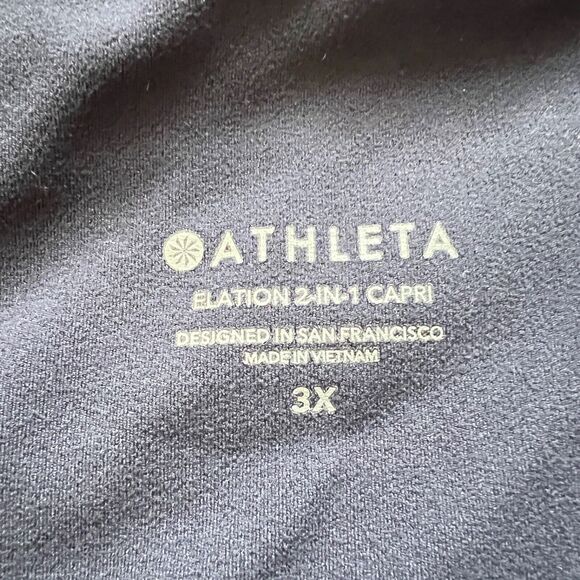 ATHLETA
ELATION 2-IN-1 CAPRI
DESIGNED IN SAN FRANCISCO
MADE IN VIETNAM
3X